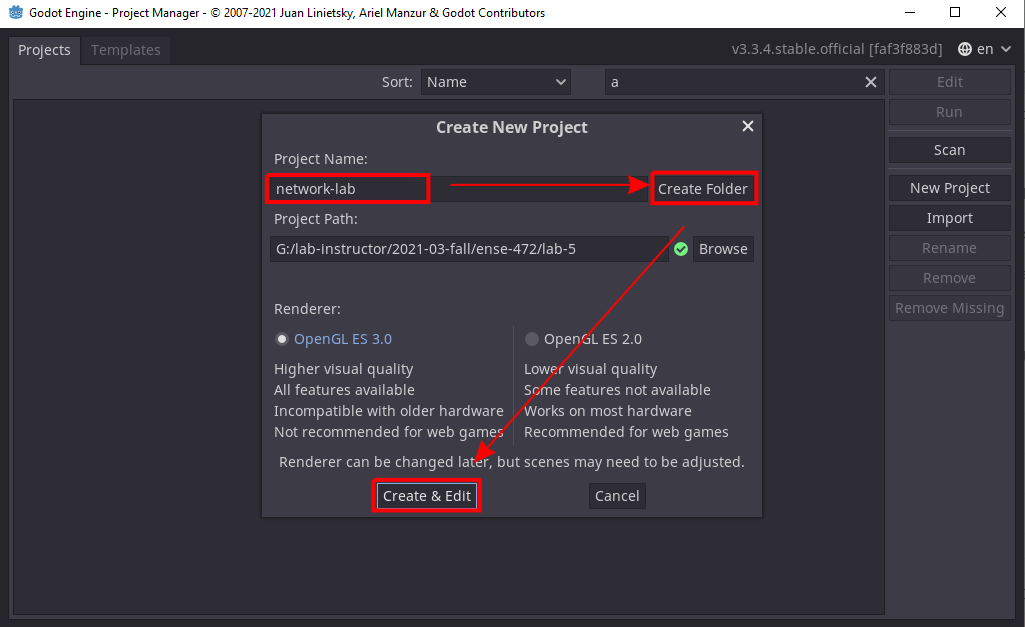 Godot Engine - Project Manager - © 2007-2021 Juan Linietsky, Ariel Manzur & Godot Contributors
Projects Templates v3.3.4.stable.official [faf3f883d] en
Sort: Name a Edit
Run
Scan
New Project
Import
Rename
Remove
Remove Missing
Create New Project
Project Name:
network-lab Create Folder
Project Path:
G:/lab-instructor/2021-03-fall/ense-472/lab-5 Browse
Renderer:
OpenGL ES 3.0
Higher visual quality
All features available
Incompatible with older hardware
Not recommended for web games
OpenGL ES 2.0
Lower visual quality
Some features not available
Works on most hardware
Recommended for web games
Renderer can be changed later, but scenes may need to be adjusted.
Create & Edit Cancel